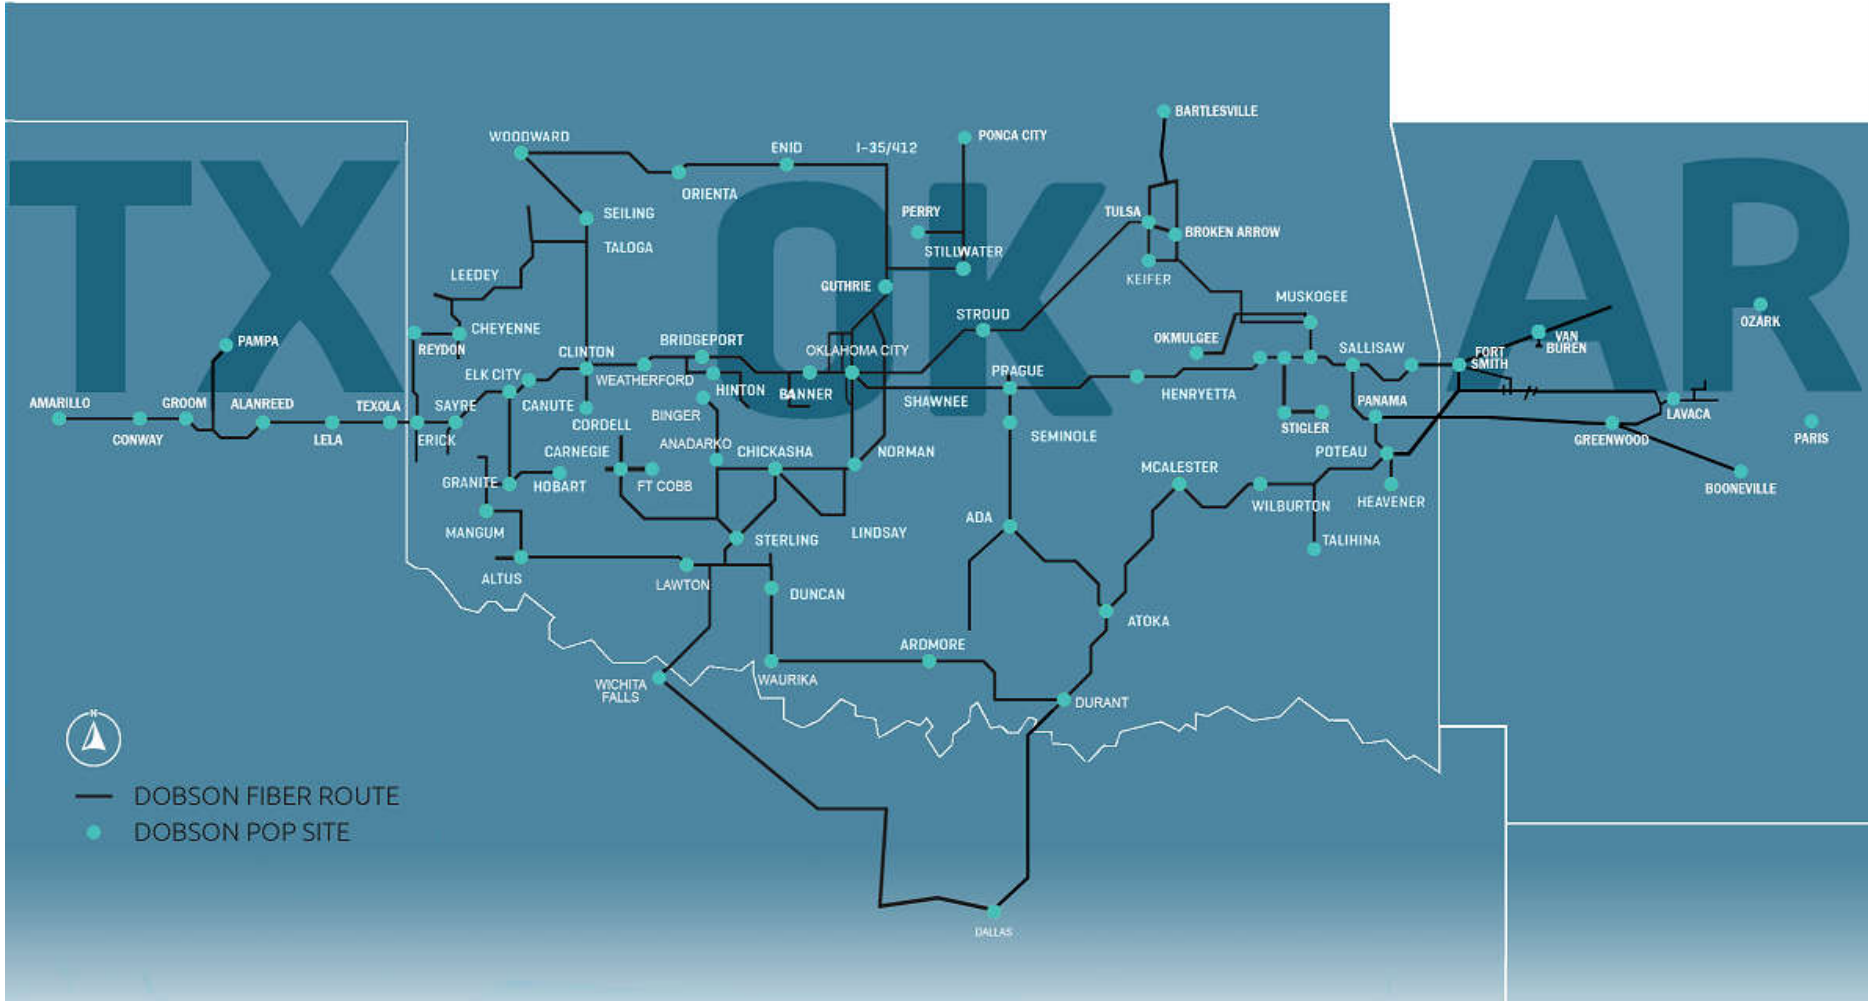 TX
OK
AR
BARTLESVILLE
WOODWARD
PONCA CITY
ENID
I-35/412
ORIENTA
SEILING
PERRY
TULSA
BROKEN ARROW
TALOGA
STILLWATER
LEEDEY
GUTHRIE
KEIFER
MUSKOGEE
OZARK
CHEYENNE
STROUD
REYDON
PAMPA
BRIDGEPORT
OKMULGEE
VAN
BUREN
CLINTON
OKLAHOMA CITY
SALLISAW
FORT
SMITH
ELK CITY
WEATHERFORD
HINTON
BANNER
PRAGUE
HENRYETTA
AMARILLO
GROOM
ALANREED
TEXOLA
SAYRE
CANUTE
BINGER
SHAWNEE
PANAMA
LAVACA
CONWAY
LELA
ERICK
CORDELL
ANADARKO
SEMINOLE
STIGLER
GREENWOOD
PARIS
CARNEGIE
CHICKASHA
NORMAN
POTEAU
MCALESTER
GRANITE
HOBART
FT COBB
WILBURTON
HEAVENER
BOONEVILLE
MANGUM
STERLING
LINDSAY
ADA
TALIHINA
ALTUS
LAWTON
DUNCAN
ATOKA
ARDMORE
WICHITA
FALLS
WAURIKA
DURANT
N
DOBSON FIBER ROUTE
DOBSON POP SITE
DALLAS